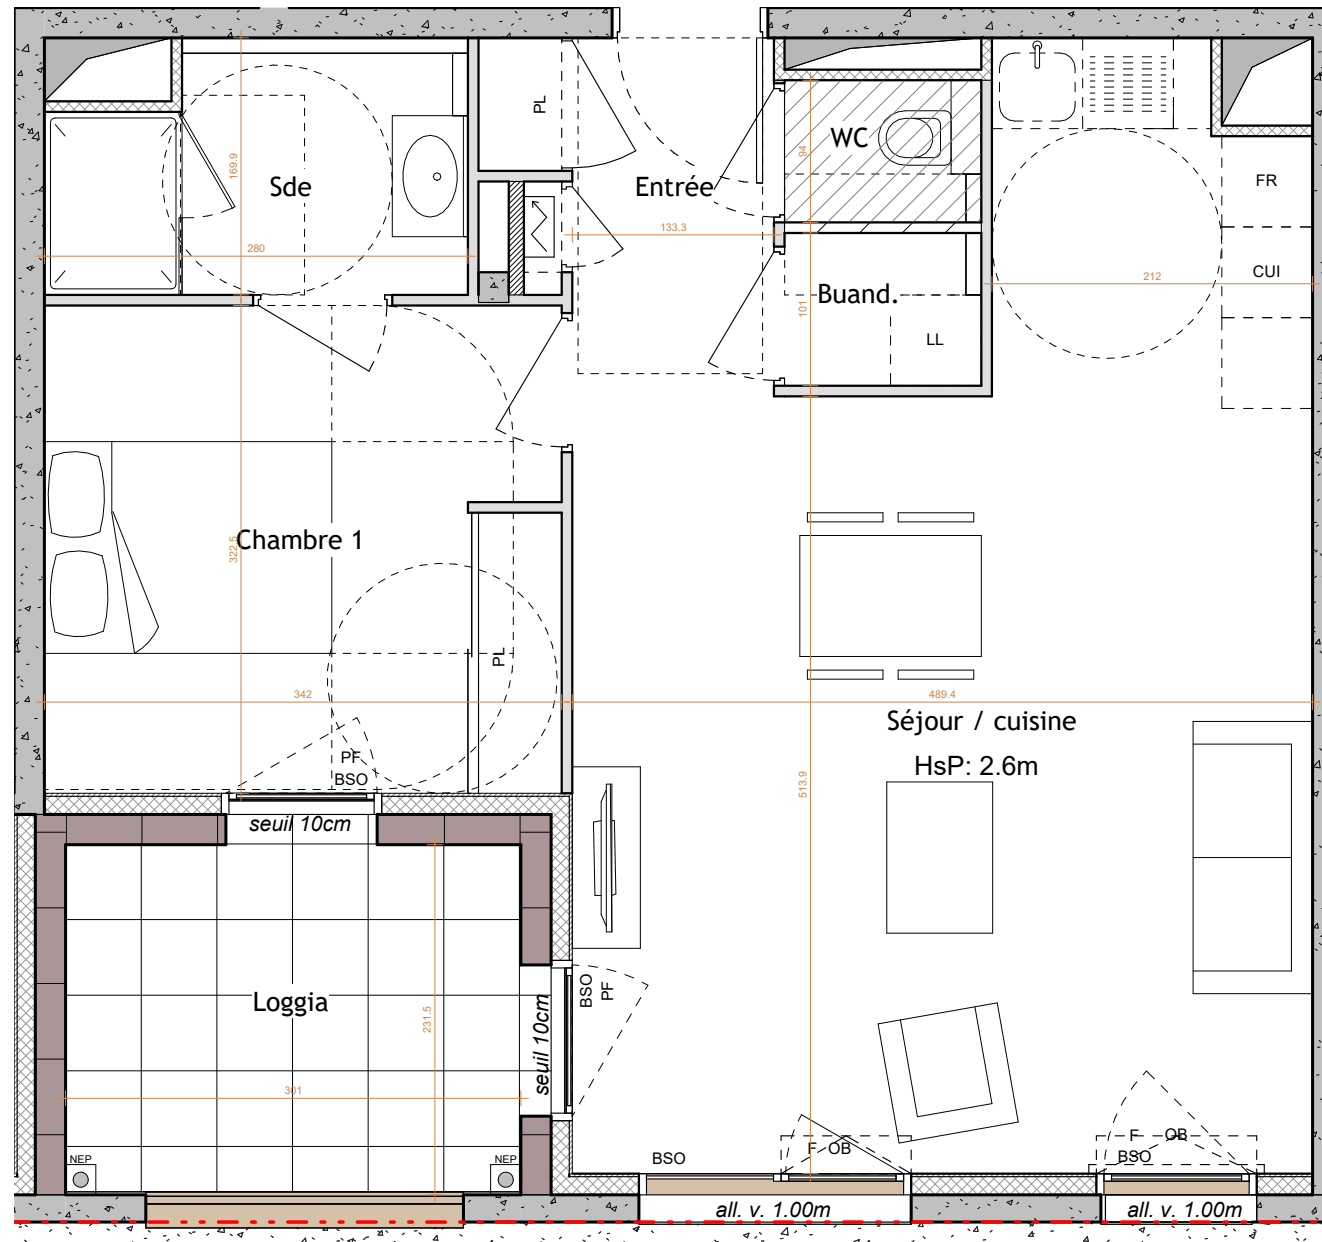 PL
WC
94
169.9
Sde
Entrée
FR
133.3
280
CUI
212
Buand.
101
LL
Chambre 1
322.5
PL
342
489.4
Séjour / cuisine
HsP: 2.6m
PF
BSO
513.9
seuil 10cm
BSO
PF
Loggia
231.5
seuil 10cm
301
F OB
F OB
BSO
BSO
NEP
NEP
all. v. 1.00m
all. v. 1.00m